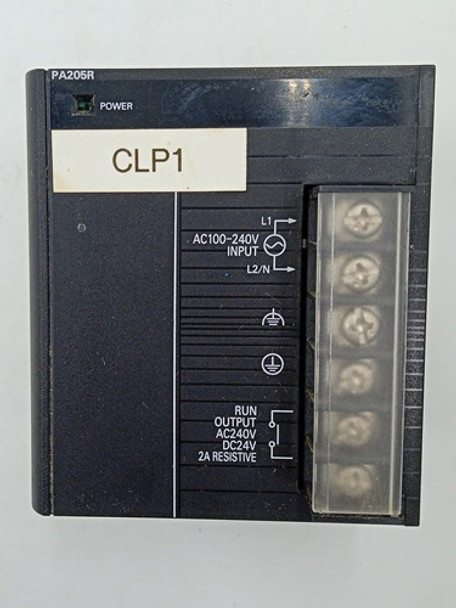 PA205R
POWER
CLP1
L1
AC100-240V
INPUT
L2/N
RUN
OUTPUT
AC240V
DC24V
2A RESISTIVE